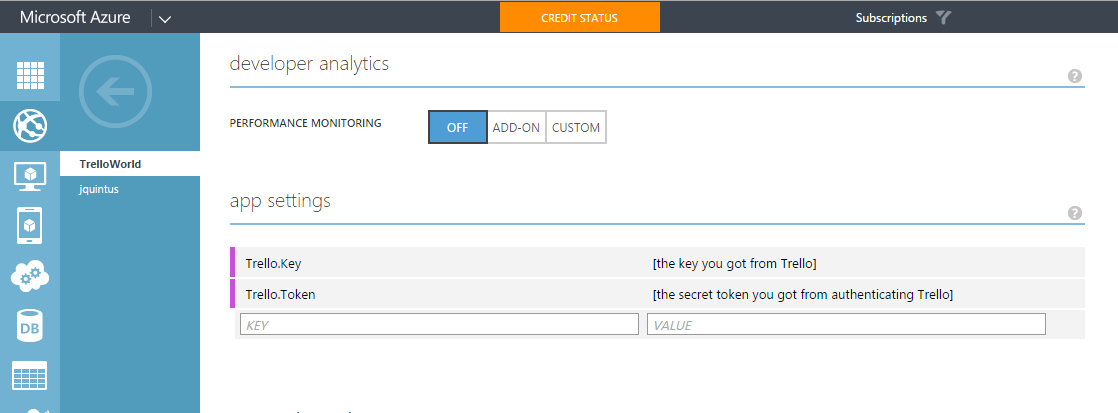 Microsoft Azure
CREDIT STATUS
Subscriptions
TrelloWorld
jquintus
developer analytics
?
PERFORMANCE MONITORING
OFF
ADD-ON
CUSTOM
app settings
?
Trello.Key
[the key you got from Trello]
Trello.Token
[the secret token you got from authenticating Trello]
KEY
VALUE
DB